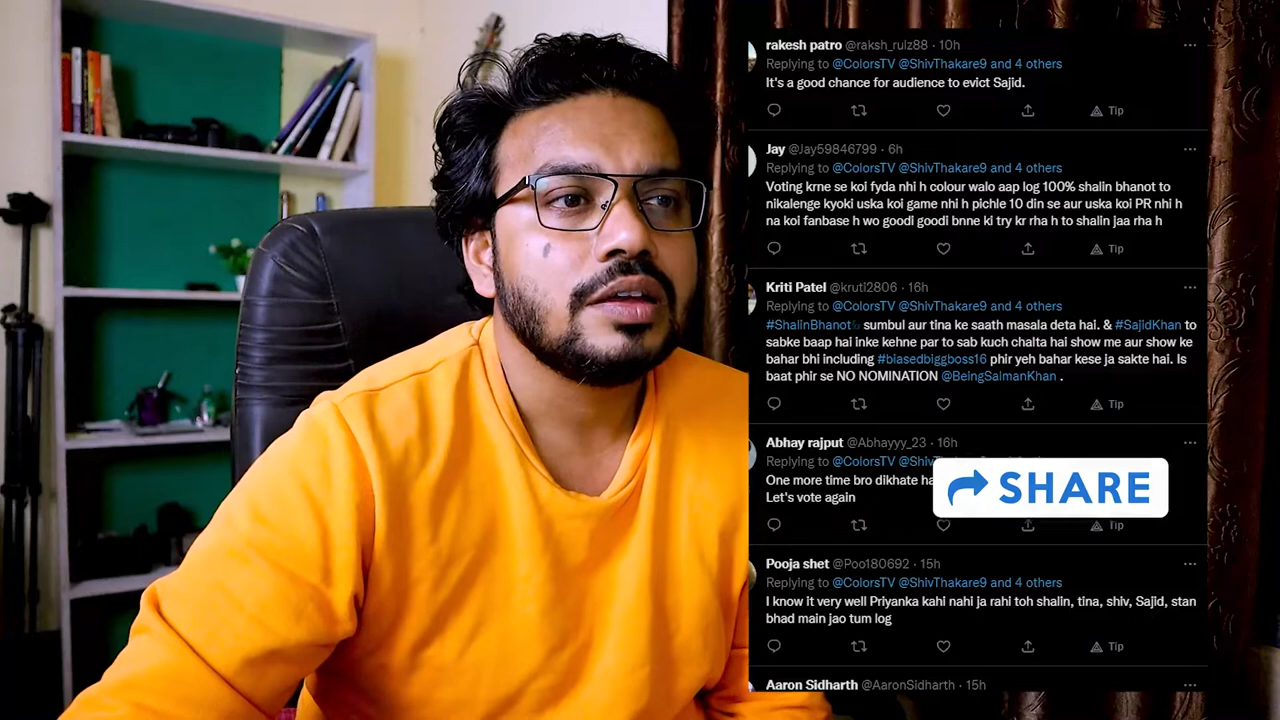 rakesh patro @raksh_rulz88 · 10h
Replying to @ColorsTV @ShivThakare9 and 4 others
It's a good chance for audience to evict Sajid.
Tip
Jay @Jay59846799 · 6h
Replying to @ColorsTV @ShivThakare9 and 4 others
Voting krne se koi fyda nhi h colour walo aap log 100% shalin bhanot to
nikalenge kyoki uska koi game nhi h pichle 10 din se aur uska koi PR nhi h
na koi fanbase h wo goodi goodi bnne ki try kr rha h to shalin jaa rha h
Tip
Kriti Patel @kruti2806 · 16h
Replying to @ColorsTV @ShivThakare9 and 4 others
#ShalinBhanot sumbul aur tina ke saath masala deta hai. & #SajidKhan to
sabke baap hai inke kehne par to sab kuch chalta hai show me aur show ke
bahar bhi including #biasedbiggboss16 phir yeh bahar kese ja sakte hai. Is
baat phir se NO NOMINATION @BeingSalmanKhan .
Tip
Abhay rajput @Abhayyy_23 · 16h
Replying to @ColorsTV
One more time bro dikhate
Let's vote again
SHARE
Tip
Pooja shet @Poo180692 · 15h
Replying to @ColorsTV @ShivThakare9 and 4 others
I know it very well Priyanka kahi nahi ja rahi toh shalin, tina, shiv, Sajid, stan
bhad main jao tum log
Tip
Aaron Sidharth @AaronSidharth · 15h